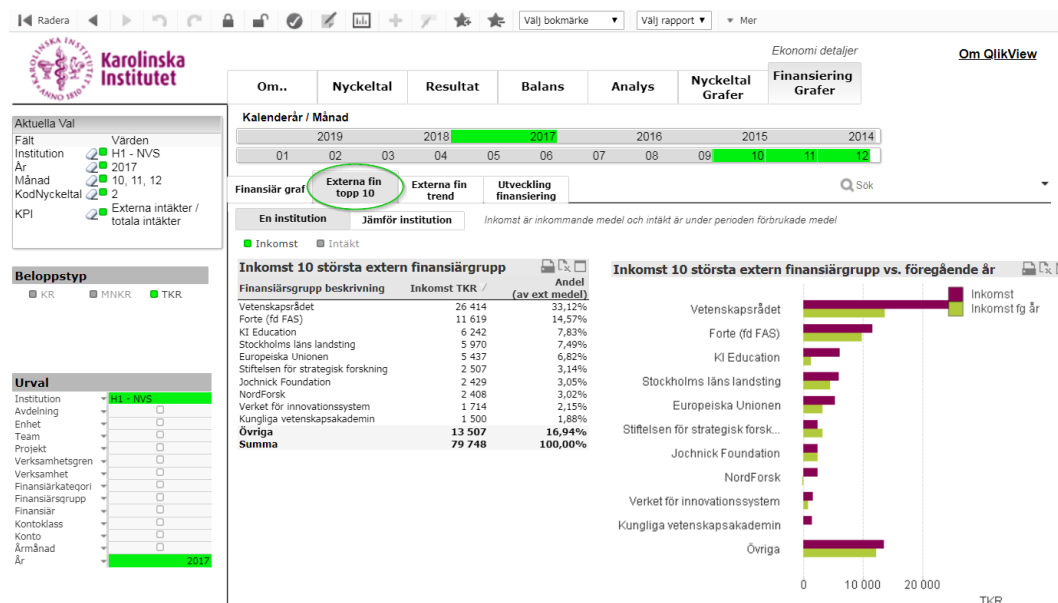 Radera
Välj bokmärke
Välj rapport
Mer
KAROLINSKA INSTITUTET
ANNO 1810
Karolinska
Institutet
Ekonomi detaljer
Om QlikView
Om..
Nyckeltal
Resultat
Balans
Analys
Nyckeltal
Grafer
Finansiering
Grafer
Aktuella Val
Fält Värden
Institution H1 - NVS
År 2017
Månad 10, 11, 12
KodNyckeltal 2
KPI Externa intäkter /
totala intäkter
Kalenderår / Månad
2019 2018 2017 2016 2015 2014
01 02 03 04 05 06 07 08 09 10 11 12
Finansiär graf
Externa fin
topp 10
Externa fin
trend
Utveckling
finansiering
Sök
En institution
Jämför institution
Inkomst är inkommande medel och intäkt är under perioden förbrukade medel
Inkomst Intäkt
Beloppstyp
KR MNKR TKR
Inkomst 10 största extern finansiärgrupp
Finansiärsgrupp beskrivning Inkomst TKR Andel
(av ext medel)
Vetenskapsrådet 26 414 33,12%
Forte (fd FAS) 11 619 14,57%
KI Education 6 242 7,83%
Stockholms läns landsting 5 970 7,49%
Europeiska Unionen 5 437 6,82%
Stiftelsen för strategisk forskning 2 507 3,14%
Jochnick Foundation 2 429 3,05%
NordForsk 2 408 3,02%
Verket för innovationssystem 1 714 2,15%
Kungliga vetenskapsakademin 1 500 1,88%
Övriga 13 507 16,94%
Summa 79 748 100,00%
Inkomst 10 största extern finansiärgrupp vs. föregående år
Inkomst
Inkomst fg år
Vetenskapsrådet
Forte (fd FAS)
KI Education
Stockholms läns landsting
Europeiska Unionen
Stiftelsen för strategisk forsk...
Jochnick Foundation
NordForsk
Verket för innovationssystem
Kungliga vetenskapsakademin
Övriga
0 10 000 20 000
TKR
Urval
Institution H1 - NVS
Avdelning
Enhet
Team
Projekt
Verksamhetsgren
Verksamhet
Finansiärkategori
Finansiärsgrupp
Finansiär
Kontoklass
Konto
Årmånad
År 2017